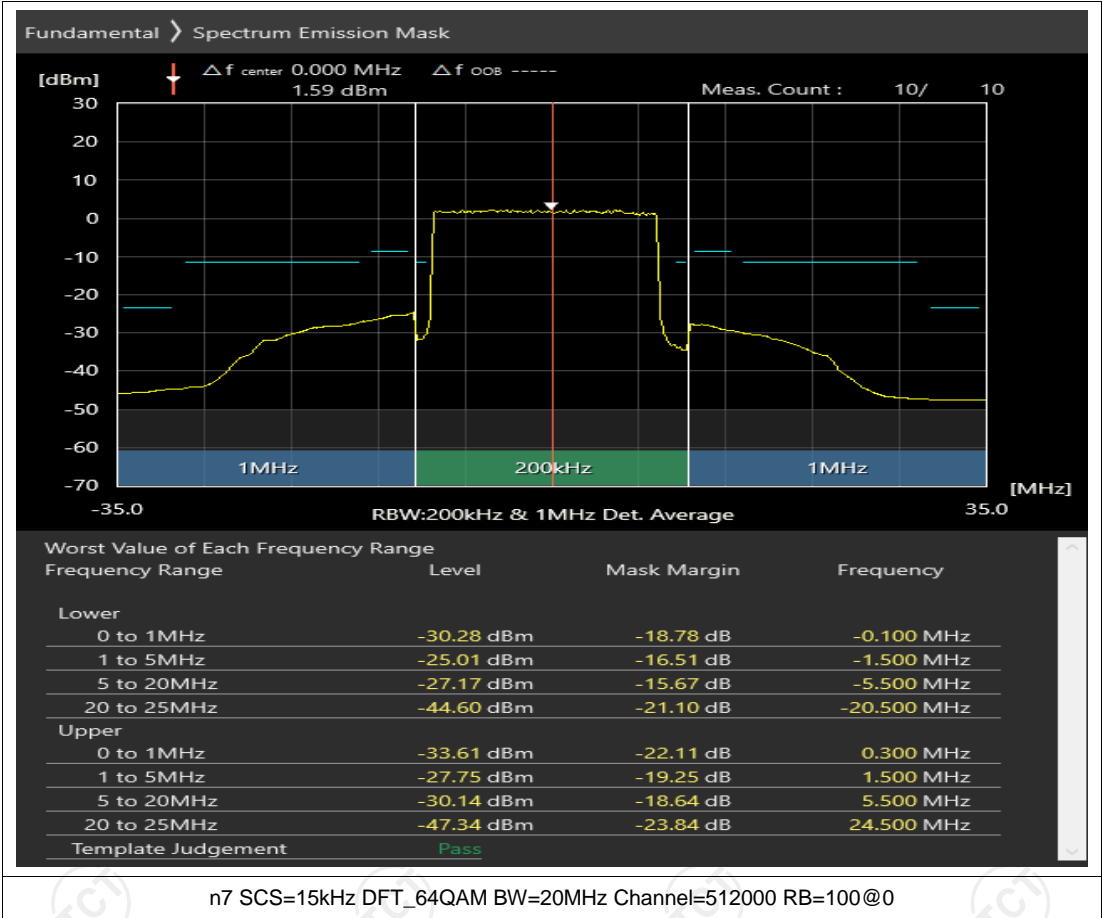 Fundamental ❯ Spectrum Emission Mask
[dBm]
△f center 0.000 MHz △f OOB -----
1.59 dBm
Meas. Count : 10/ 10
30
20
10
0
-10
-20
-30
-40
-50
-60
-70
1MHz 200kHz 1MHz
[MHz]
-35.0 35.0
RBW:200kHz & 1MHz Det. Average
Worst Value of Each Frequency Range
Frequency Range Level Mask Margin Frequency
Lower
0 to 1MHz -30.28 dBm -18.78 dB -0.100 MHz
1 to 5MHz -25.01 dBm -16.51 dB -1.500 MHz
5 to 20MHz -27.17 dBm -15.67 dB -5.500 MHz
20 to 25MHz -44.60 dBm -21.10 dB -20.500 MHz
Upper
0 to 1MHz -33.61 dBm -22.11 dB 0.300 MHz
1 to 5MHz -27.75 dBm -19.25 dB 1.500 MHz
5 to 20MHz -30.14 dBm -18.64 dB 5.500 MHz
20 to 25MHz -47.34 dBm -23.84 dB 24.500 MHz
Template Judgement Pass
n7 SCS=15kHz DFT_64QAM BW=20MHz Channel=512000 RB=100@0
TCT TCT TCT TCT